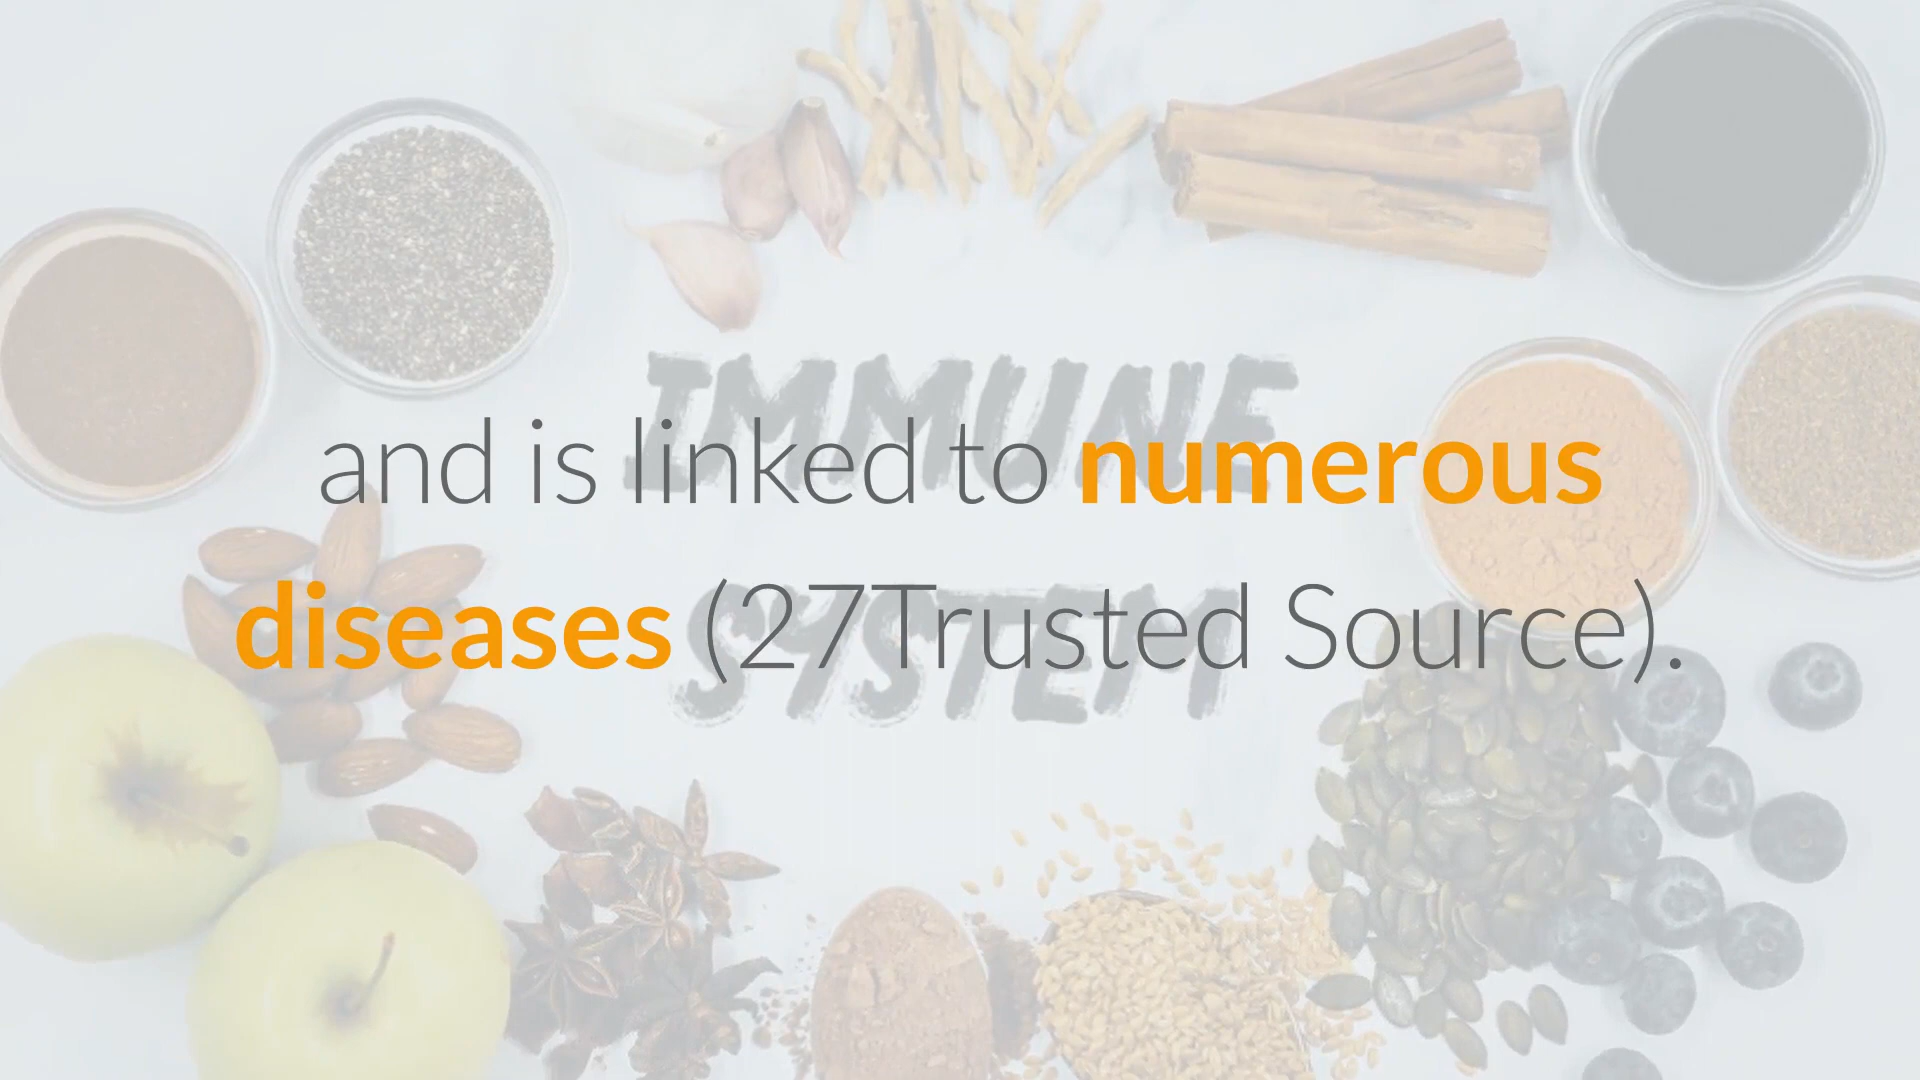 IMMUNE
and is linked to numerous
diseases (27Trusted Source).
SYSTEM